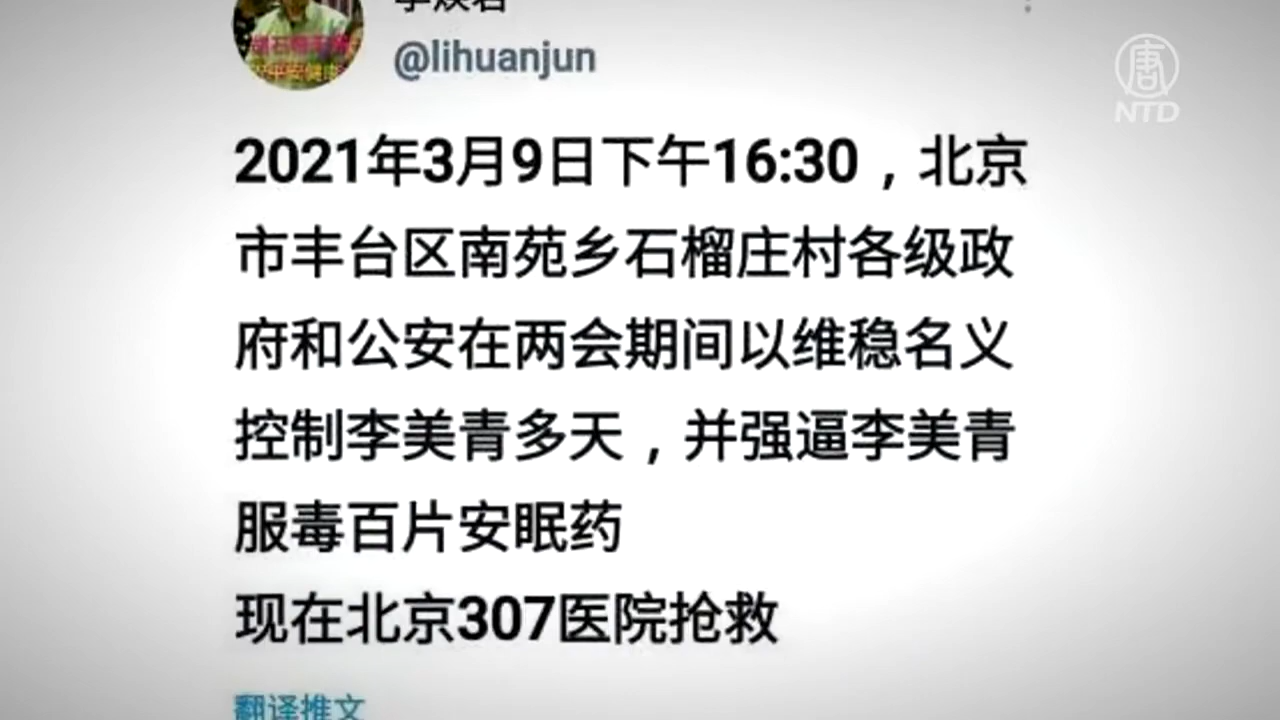 @lihuanjun
唐
NTD
2021年3月9日下午16:30，北京
市丰台区南苑乡石榴庄村各级政
府和公安在两会期间以维稳名义
控制李美青多天，并强逼李美青
服毒百片安眠药
现在北京307医院抢救
翻译推文